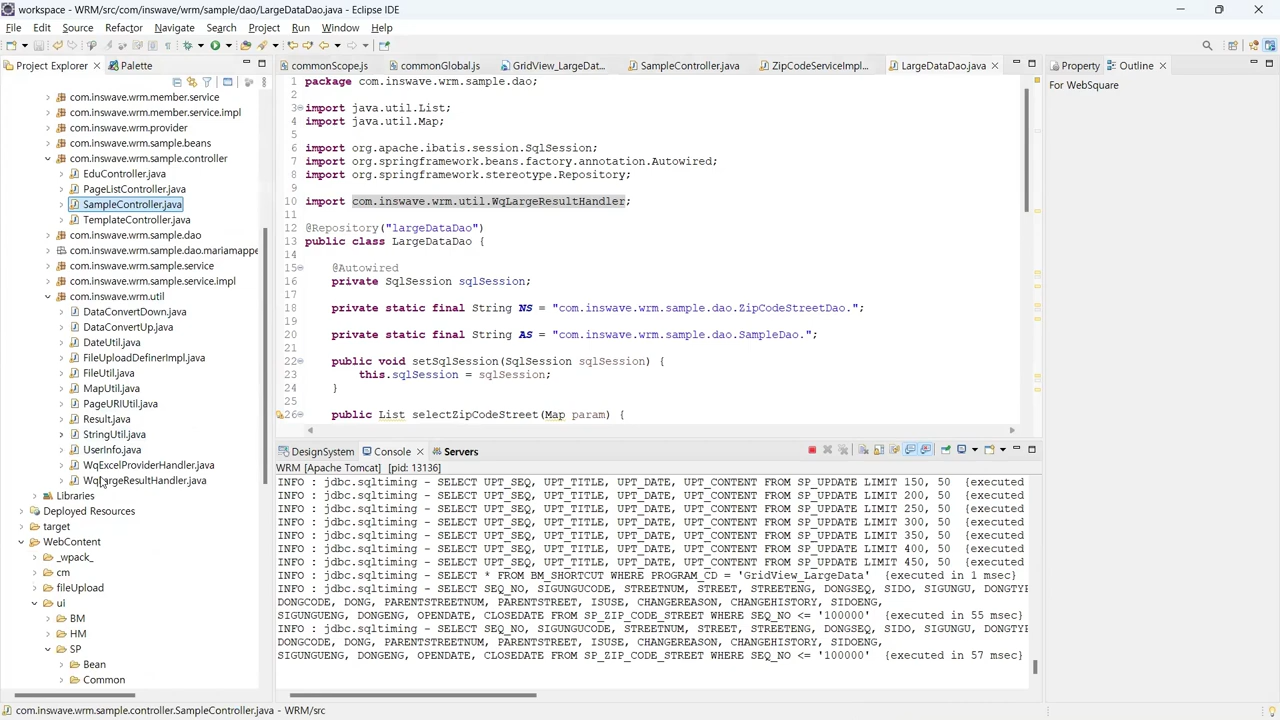 workspace - WRM/src/com/inswave/wrm/sample/dao/LargeDataDao.java - Eclipse IDE
File Edit Source Refactor Navigate Search Project Run Window Help
Project Explorer Palette
com.inswave.wrm.member.service
com.inswave.wrm.member.service.impl
com.inswave.wrm.provider
com.inswave.wrm.sample.beans
com.inswave.wrm.sample.controller
EduController.java
PageListController.java
SampleController.java
TemplateController.java
com.inswave.wrm.sample.dao
com.inswave.wrm.sample.dao.mariamappe
com.inswave.wrm.sample.service
com.inswave.wrm.sample.service.impl
com.inswave.wrm.util
DataConvertDown.java
DataConvertUp.java
DateUtil.java
FileUploadDefinerImpl.java
FileUtil.java
MapUtil.java
PageURIUtil.java
Result.java
StringUtil.java
UserInfo.java
WqExcelProviderHandler.java
WqLargeResultHandler.java
Libraries
Deployed Resources
target
WebContent
_wpack_
cm
fileUpload
ui
BM
HM
SP
Bean
Common
commonScope.js commonGlobal.js GridView_LargeDat... SampleController.java ZipCodeServiceImpl... LargeDataDao.java
1 package com.inswave.wrm.sample.dao;
2
3 import java.util.List;
4 import java.util.Map;
5
6 import org.apache.ibatis.session.SqlSession;
7 import org.springframework.beans.factory.annotation.Autowired;
8 import org.springframework.stereotype.Repository;
9
10 import com.inswave.wrm.util.WqLargeResultHandler;
11
12 @Repository("largeDataDao")
13 public class LargeDataDao {
14
15 @Autowired
16 private SqlSession sqlSession;
17
18 private static final String NS = "com.inswave.wrm.sample.dao.ZipCodeStreetDao.";
19
20 private static final String AS = "com.inswave.wrm.sample.dao.SampleDao.";
21
22 public void setSqlSession(SqlSession sqlSession) {
23 this.sqlSession = sqlSession;
24 }
25
26 public List selectZipCodeStreet(Map param) {
Property Outline
For WebSquare
DesignSystem Console Servers
WRM [Apache Tomcat] [pid: 13136]
INFO : jdbc.sqltiming - SELECT UPT_SEQ, UPT_TITLE, UPT_DATE, UPT_CONTENT FROM SP_UPDATE LIMIT 150, 50 {executed
INFO : jdbc.sqltiming - SELECT UPT_SEQ, UPT_TITLE, UPT_DATE, UPT_CONTENT FROM SP_UPDATE LIMIT 200, 50 {executed
INFO : jdbc.sqltiming - SELECT UPT_SEQ, UPT_TITLE, UPT_DATE, UPT_CONTENT FROM SP_UPDATE LIMIT 250, 50 {executed
INFO : jdbc.sqltiming - SELECT UPT_SEQ, UPT_TITLE, UPT_DATE, UPT_CONTENT FROM SP_UPDATE LIMIT 300, 50 {executed
INFO : jdbc.sqltiming - SELECT UPT_SEQ, UPT_TITLE, UPT_DATE, UPT_CONTENT FROM SP_UPDATE LIMIT 350, 50 {executed
INFO : jdbc.sqltiming - SELECT UPT_SEQ, UPT_TITLE, UPT_DATE, UPT_CONTENT FROM SP_UPDATE LIMIT 400, 50 {executed
INFO : jdbc.sqltiming - SELECT UPT_SEQ, UPT_TITLE, UPT_DATE, UPT_CONTENT FROM SP_UPDATE LIMIT 450, 50 {executed
INFO : jdbc.sqltiming - SELECT * FROM BM_SHORTCUT WHERE PROGRAM_CD = 'GridView_LargeData' {executed in 1 msec}
INFO : jdbc.sqltiming - SELECT SEQ_NO, SIGUNGUCODE, STREETNUM, STREET, STREETENG, DONGSEQ, SIDO, SIGUNGU, DONGTYF
DONGCODE, DONG, PARENTSTREETNUM, PARENTSTREET, ISUSE, CHANGEREASON, CHANGEHISTORY, SIDOENG,
SIGUNGUENG, DONGENG, OPENDATE, CLOSEDATE FROM SP_ZIP_CODE_STREET WHERE SEQ_NO <= '100000' {executed in 55 msec}
INFO : jdbc.sqltiming - SELECT SEQ_NO, SIGUNGUCODE, STREETNUM, STREET, STREETENG, DONGSEQ, SIDO, SIGUNGU, DONGTYF
DONGCODE, DONG, PARENTSTREETNUM, PARENTSTREET, ISUSE, CHANGEREASON, CHANGEHISTORY, SIDOENG,
SIGUNGUENG, DONGENG, OPENDATE, CLOSEDATE FROM SP_ZIP_CODE_STREET WHERE SEQ_NO <= '100000' {executed in 57 msec}
com.inswave.wrm.sample.controller.SampleController.java - WRM/src